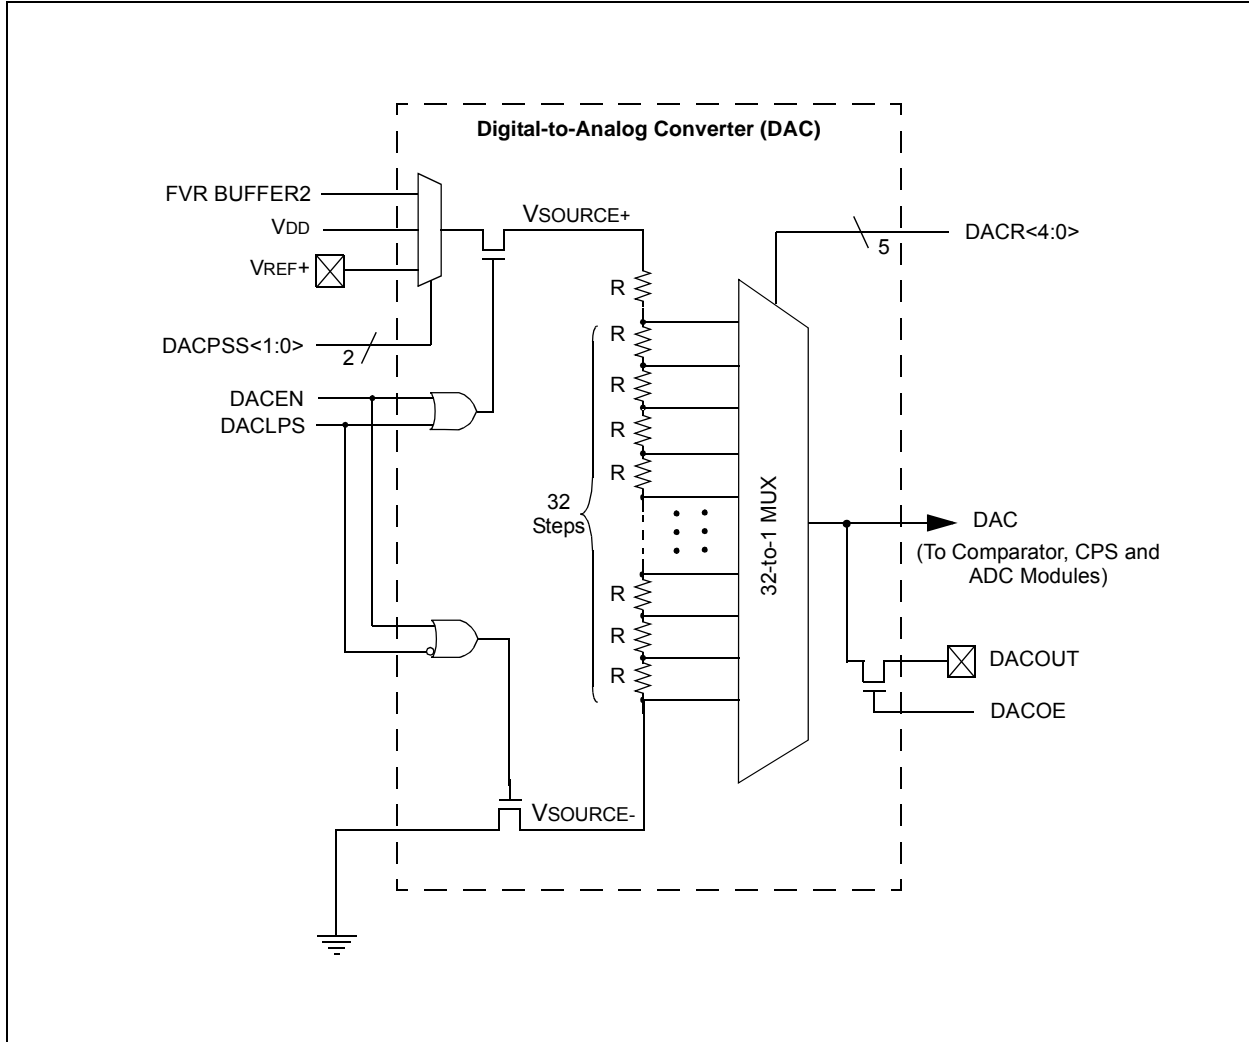 Digital-to-Analog Converter (DAC)
FVR BUFFER2
VDD
VREF+
DACPSS<1:0>
2
DACEN
DACLPS
VSOURCE+
R
R
R
R
R
32
Steps
R
R
R
VSOURCE-
32-to-1 MUX
5
DACR<4:0>
DAC
(To Comparator, CPS and
ADC Modules)
DACOUT
DACOE